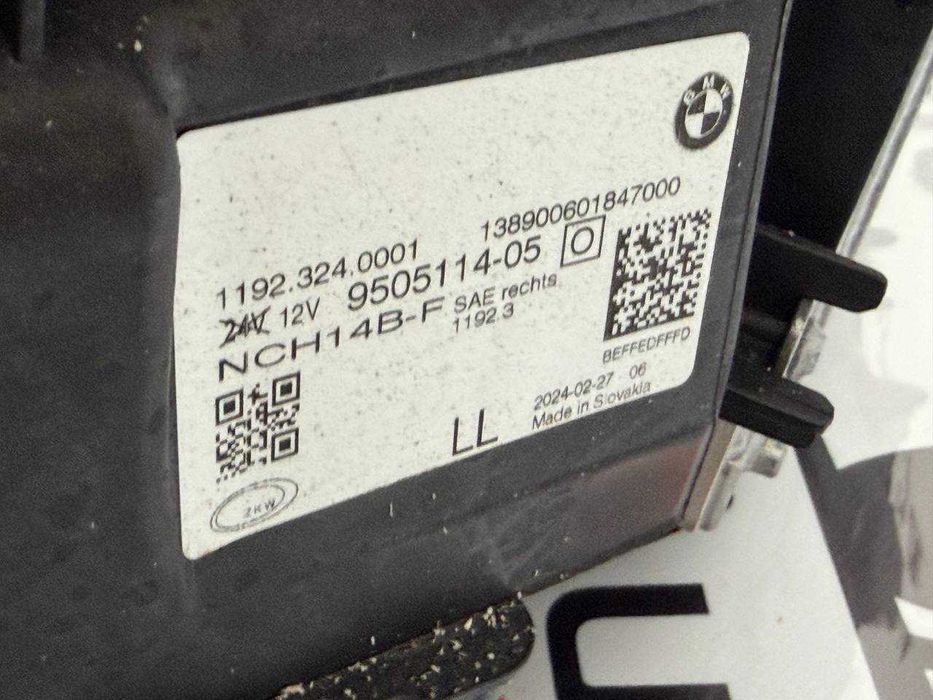 BMW
138900601847000
1192.324.0001
24V 12V 9505114-05 O
NCH14B-F SAE rechts
1192 3
BEFFEDFFFD
2024-02-27 06
LL Made in Slovakia
ZKW